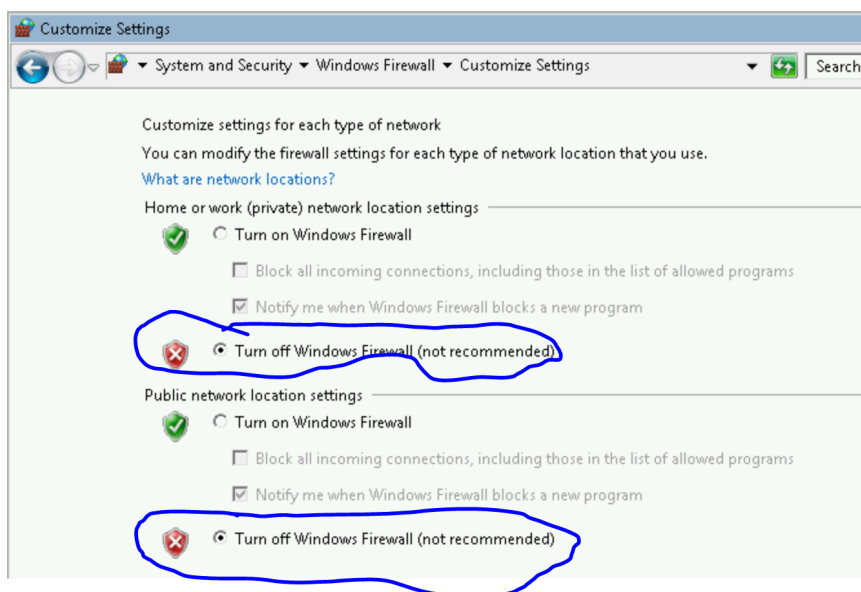 Customize Settings
System and Security Windows Firewall Customize Settings Search
Customize settings for each type of network
You can modify the firewall settings for each type of network location that you use.
What are network locations?
Home or work (private) network location settings
Turn on Windows Firewall
Block all incoming connections, including those in the list of allowed programs
Notify me when Windows Firewall blocks a new program
Turn off Windows Firewall (not recommended)
Public network location settings
Turn on Windows Firewall
Block all incoming connections, including those in the list of allowed programs
Notify me when Windows Firewall blocks a new program
Turn off Windows Firewall (not recommended)